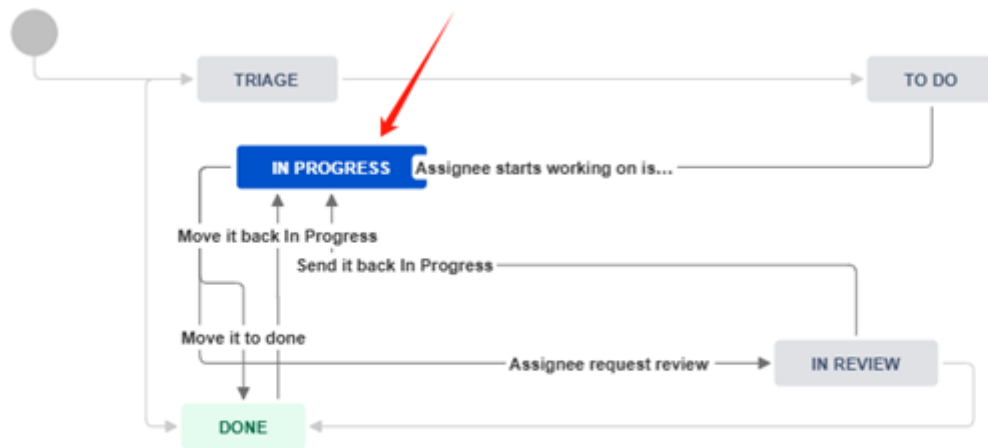 TRIAGE
TO DO
IN PROGRESS
Assignee starts working on is...
Move it back In Progress
Send it back In Progress
Move it to done
Assignee request review
IN REVIEW
DONE